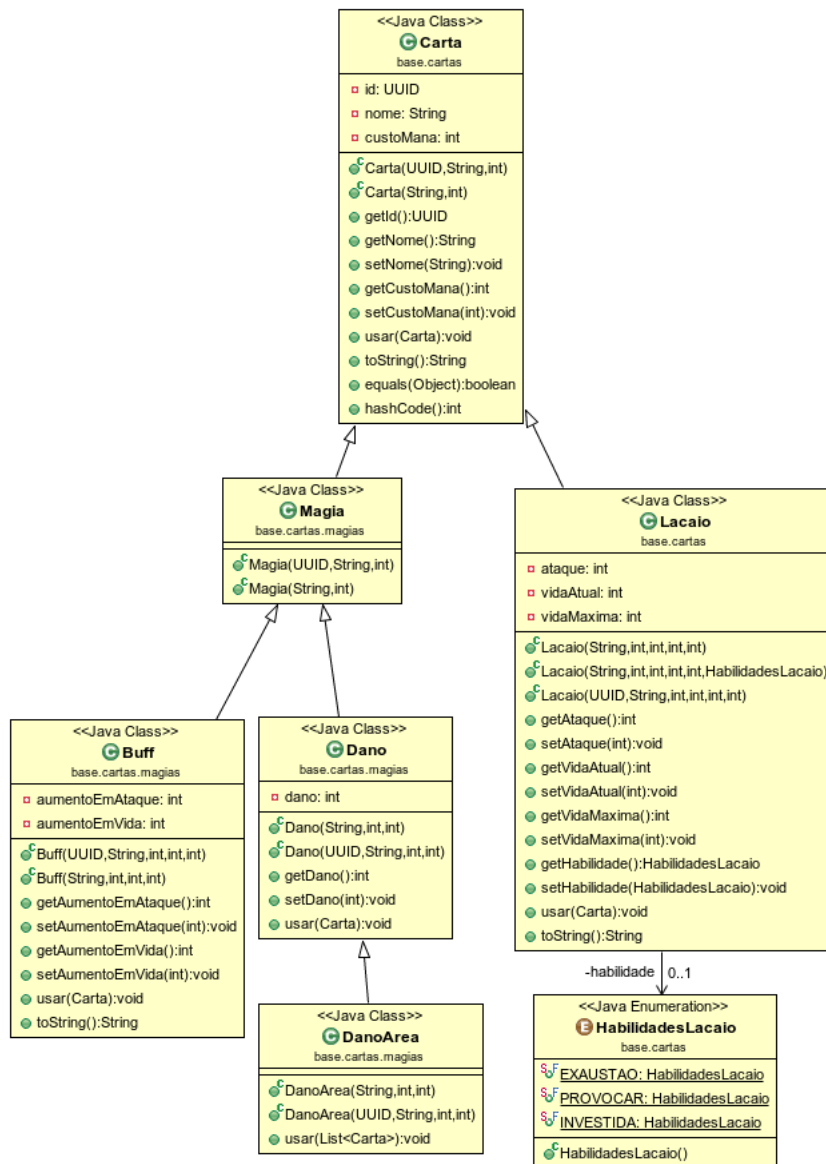 <<Java Class>>
Carta
base.cartas
id: UUID
nome: String
custoMana: int
Carta(UUID,String,int)
Carta(String,int)
getId():UUID
getNome():String
setNome(String):void
getCustoMana():int
setCustoMana(int):void
usar(Carta):void
toString():String
equals(Object):boolean
hashCode():int
<<Java Class>>
Magia
base.cartas.magias
Magia(UUID,String,int)
Magia(String,int)
<<Java Class>>
Lacaio
base.cartas
ataque: int
vidaAtual: int
vidaMaxima: int
Lacaio(String,int,int,int,int)
Lacaio(String,int,int,int,int,HabilidadesLacaio)
Lacaio(UUID,String,int,int,int,int)
getAtaque():int
setAtaque(int):void
getVidaAtual():int
setVidaAtual(int):void
getVidaMaxima():int
setVidaMaxima(int):void
getHabilidade():HabilidadesLacaio
setHabilidade(HabilidadesLacaio):void
usar(Carta):void
toString():String
<<Java Class>>
Buff
base.cartas.magias
aumentoEmAtaque: int
aumentoEmVida: int
Buff(UUID,String,int,int,int)
Buff(String,int,int,int)
getAumentoEmAtaque():int
setAumentoEmAtaque(int):void
getAumentoEmVida():int
setAumentoEmVida(int):void
usar(Carta):void
toString():String
<<Java Class>>
Dano
base.cartas.magias
dano: int
Dano(String,int,int)
Dano(UUID,String,int,int)
getDano():int
setDano(int):void
usar(Carta):void
-habilidade 0..1
<<Java Class>>
DanoArea
base.cartas.magias
DanoArea(String,int,int)
DanoArea(UUID,String,int,int)
usar(List<Carta>):void
<<Java Enumeration>>
HabilidadesLacaio
base.cartas
EXAUSTAO: HabilidadesLacaio
PROVOCAR: HabilidadesLacaio
INVESTIDA: HabilidadesLacaio
HabilidadesLacaio()